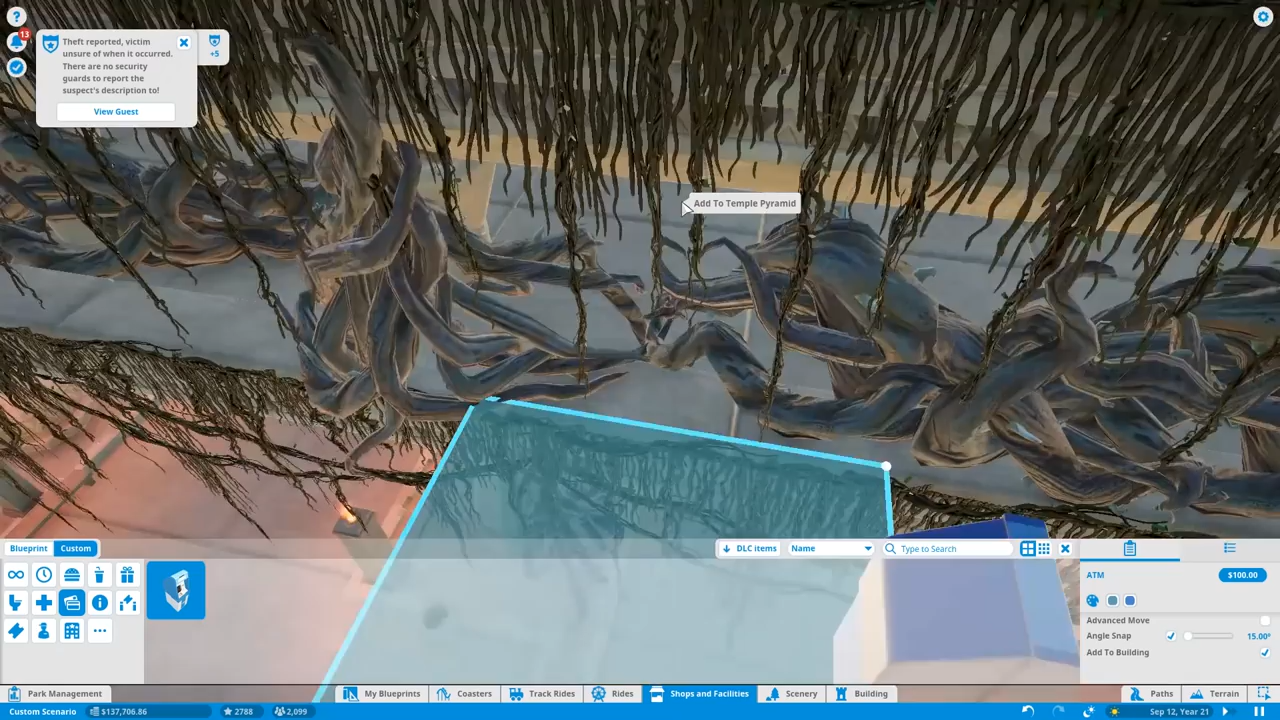 ?
13
Theft reported, victim
unsure of when it occurred.
There are no security
guards to report the
suspect's description to!
+5
View Guest
Add To Temple Pyramid
Blueprint
Custom
DLC items
Name
Type to Search
ATM
$100.00
Advanced Move
Angle Snap
15.00°
Add To Building
Park Management
My Blueprints
Coasters
Track Rides
Rides
Shops and Facilities
Scenery
Building
Paths
Terrain
Custom Scenario
$137,706.86
2788
2,099
Sep 12, Year 21